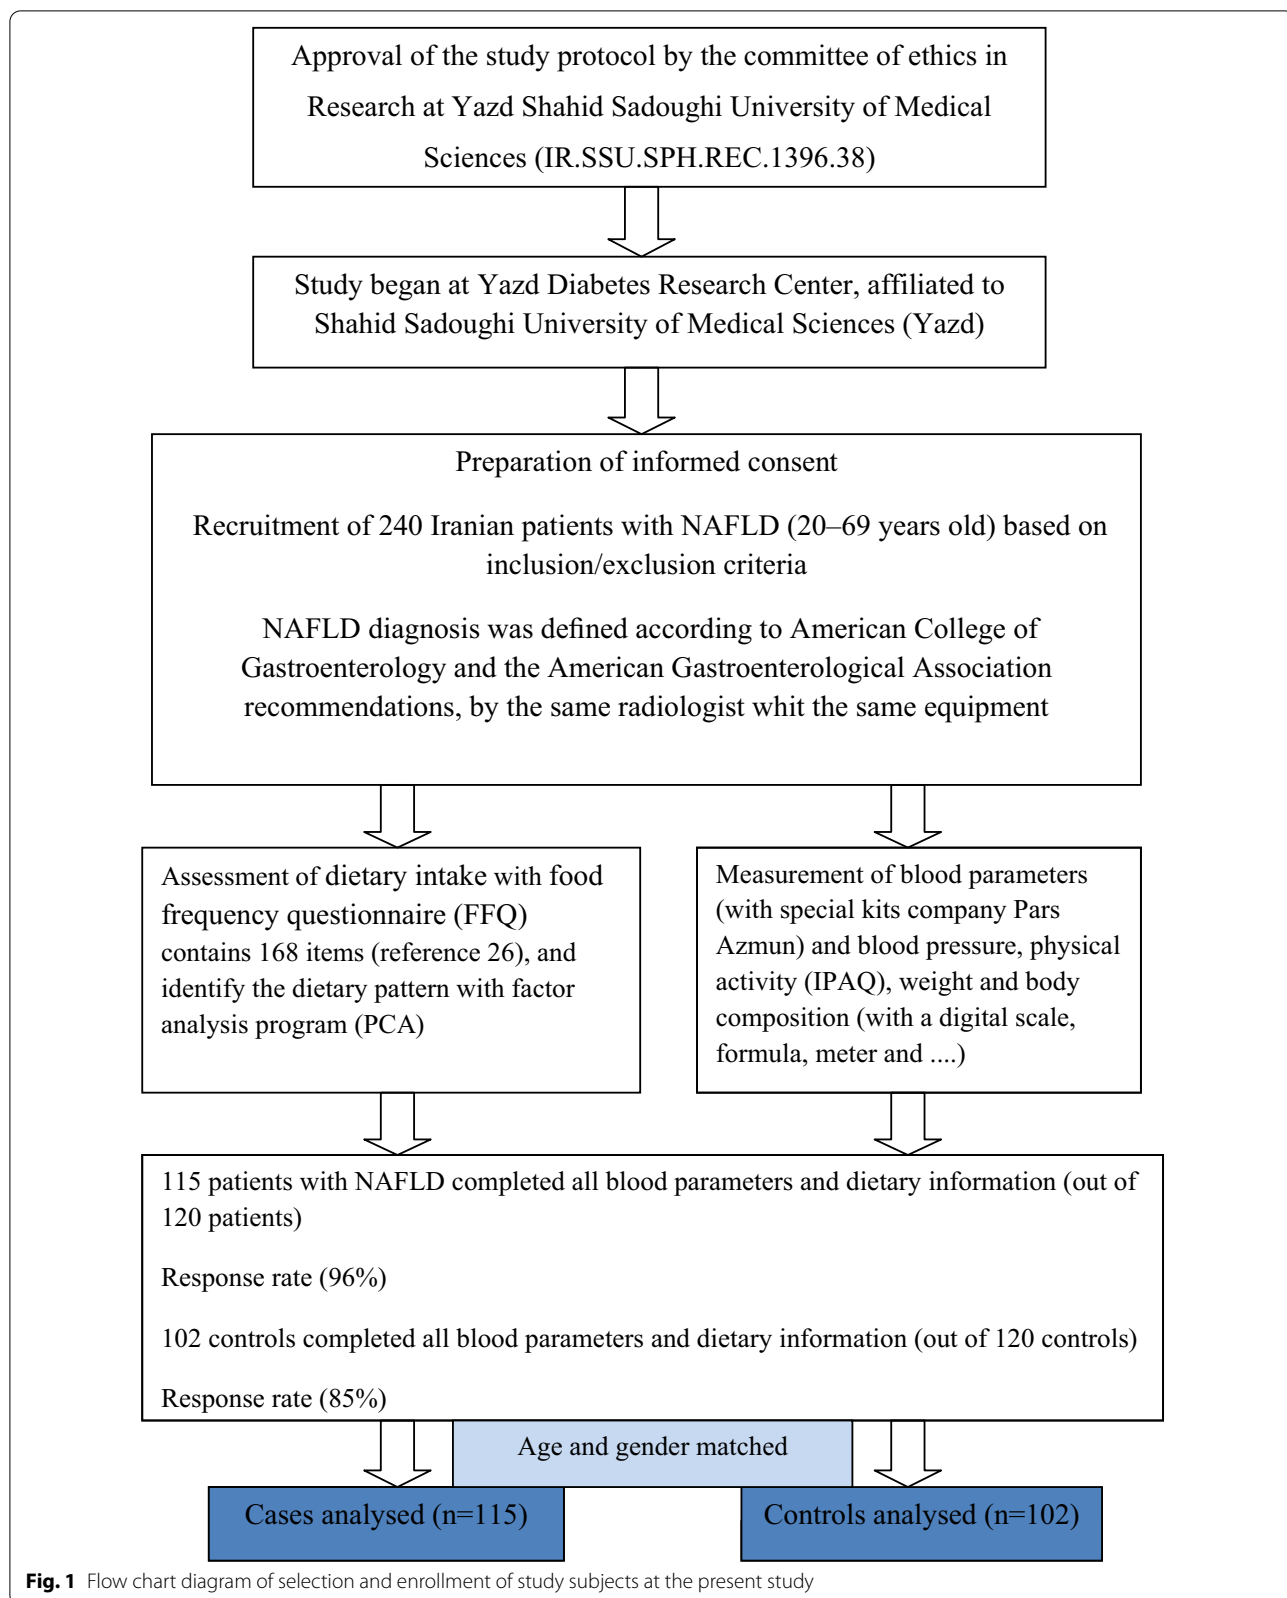 Approval of the study protocol by the committee of ethics in
Research at Yazd Shahid Sadoughi University of Medical
Sciences (IR.SSU.SPH.REC.1396.38)
Study began at Yazd Diabetes Research Center, affiliated to
Shahid Sadoughi University of Medical Sciences (Yazd)
Preparation of informed consent
Recruitment of 240 Iranian patients with NAFLD (20–69 years old) based on
inclusion/exclusion criteria
NAFLD diagnosis was defined according to American College of
Gastroenterology and the American Gastroenterological Association
recommendations, by the same radiologist whit the same equipment
Assessment of dietary intake with food
frequency questionnaire (FFQ)
contains 168 items (reference 26), and
identify the dietary pattern with factor
analysis program (PCA)
Measurement of blood parameters
(with special kits company Pars
Azmun) and blood pressure, physical
activity (IPAQ), weight and body
composition (with a digital scale,
formula, meter and ....)
115 patients with NAFLD completed all blood parameters and dietary information (out of
120 patients)
Response rate (96%)
102 controls completed all blood parameters and dietary information (out of 120 controls)
Response rate (85%)
Age and gender matched
Cases analysed (n=115)
Controls analysed (n=102)
Fig. 1 Flow chart diagram of selection and enrollment of study subjects at the present study